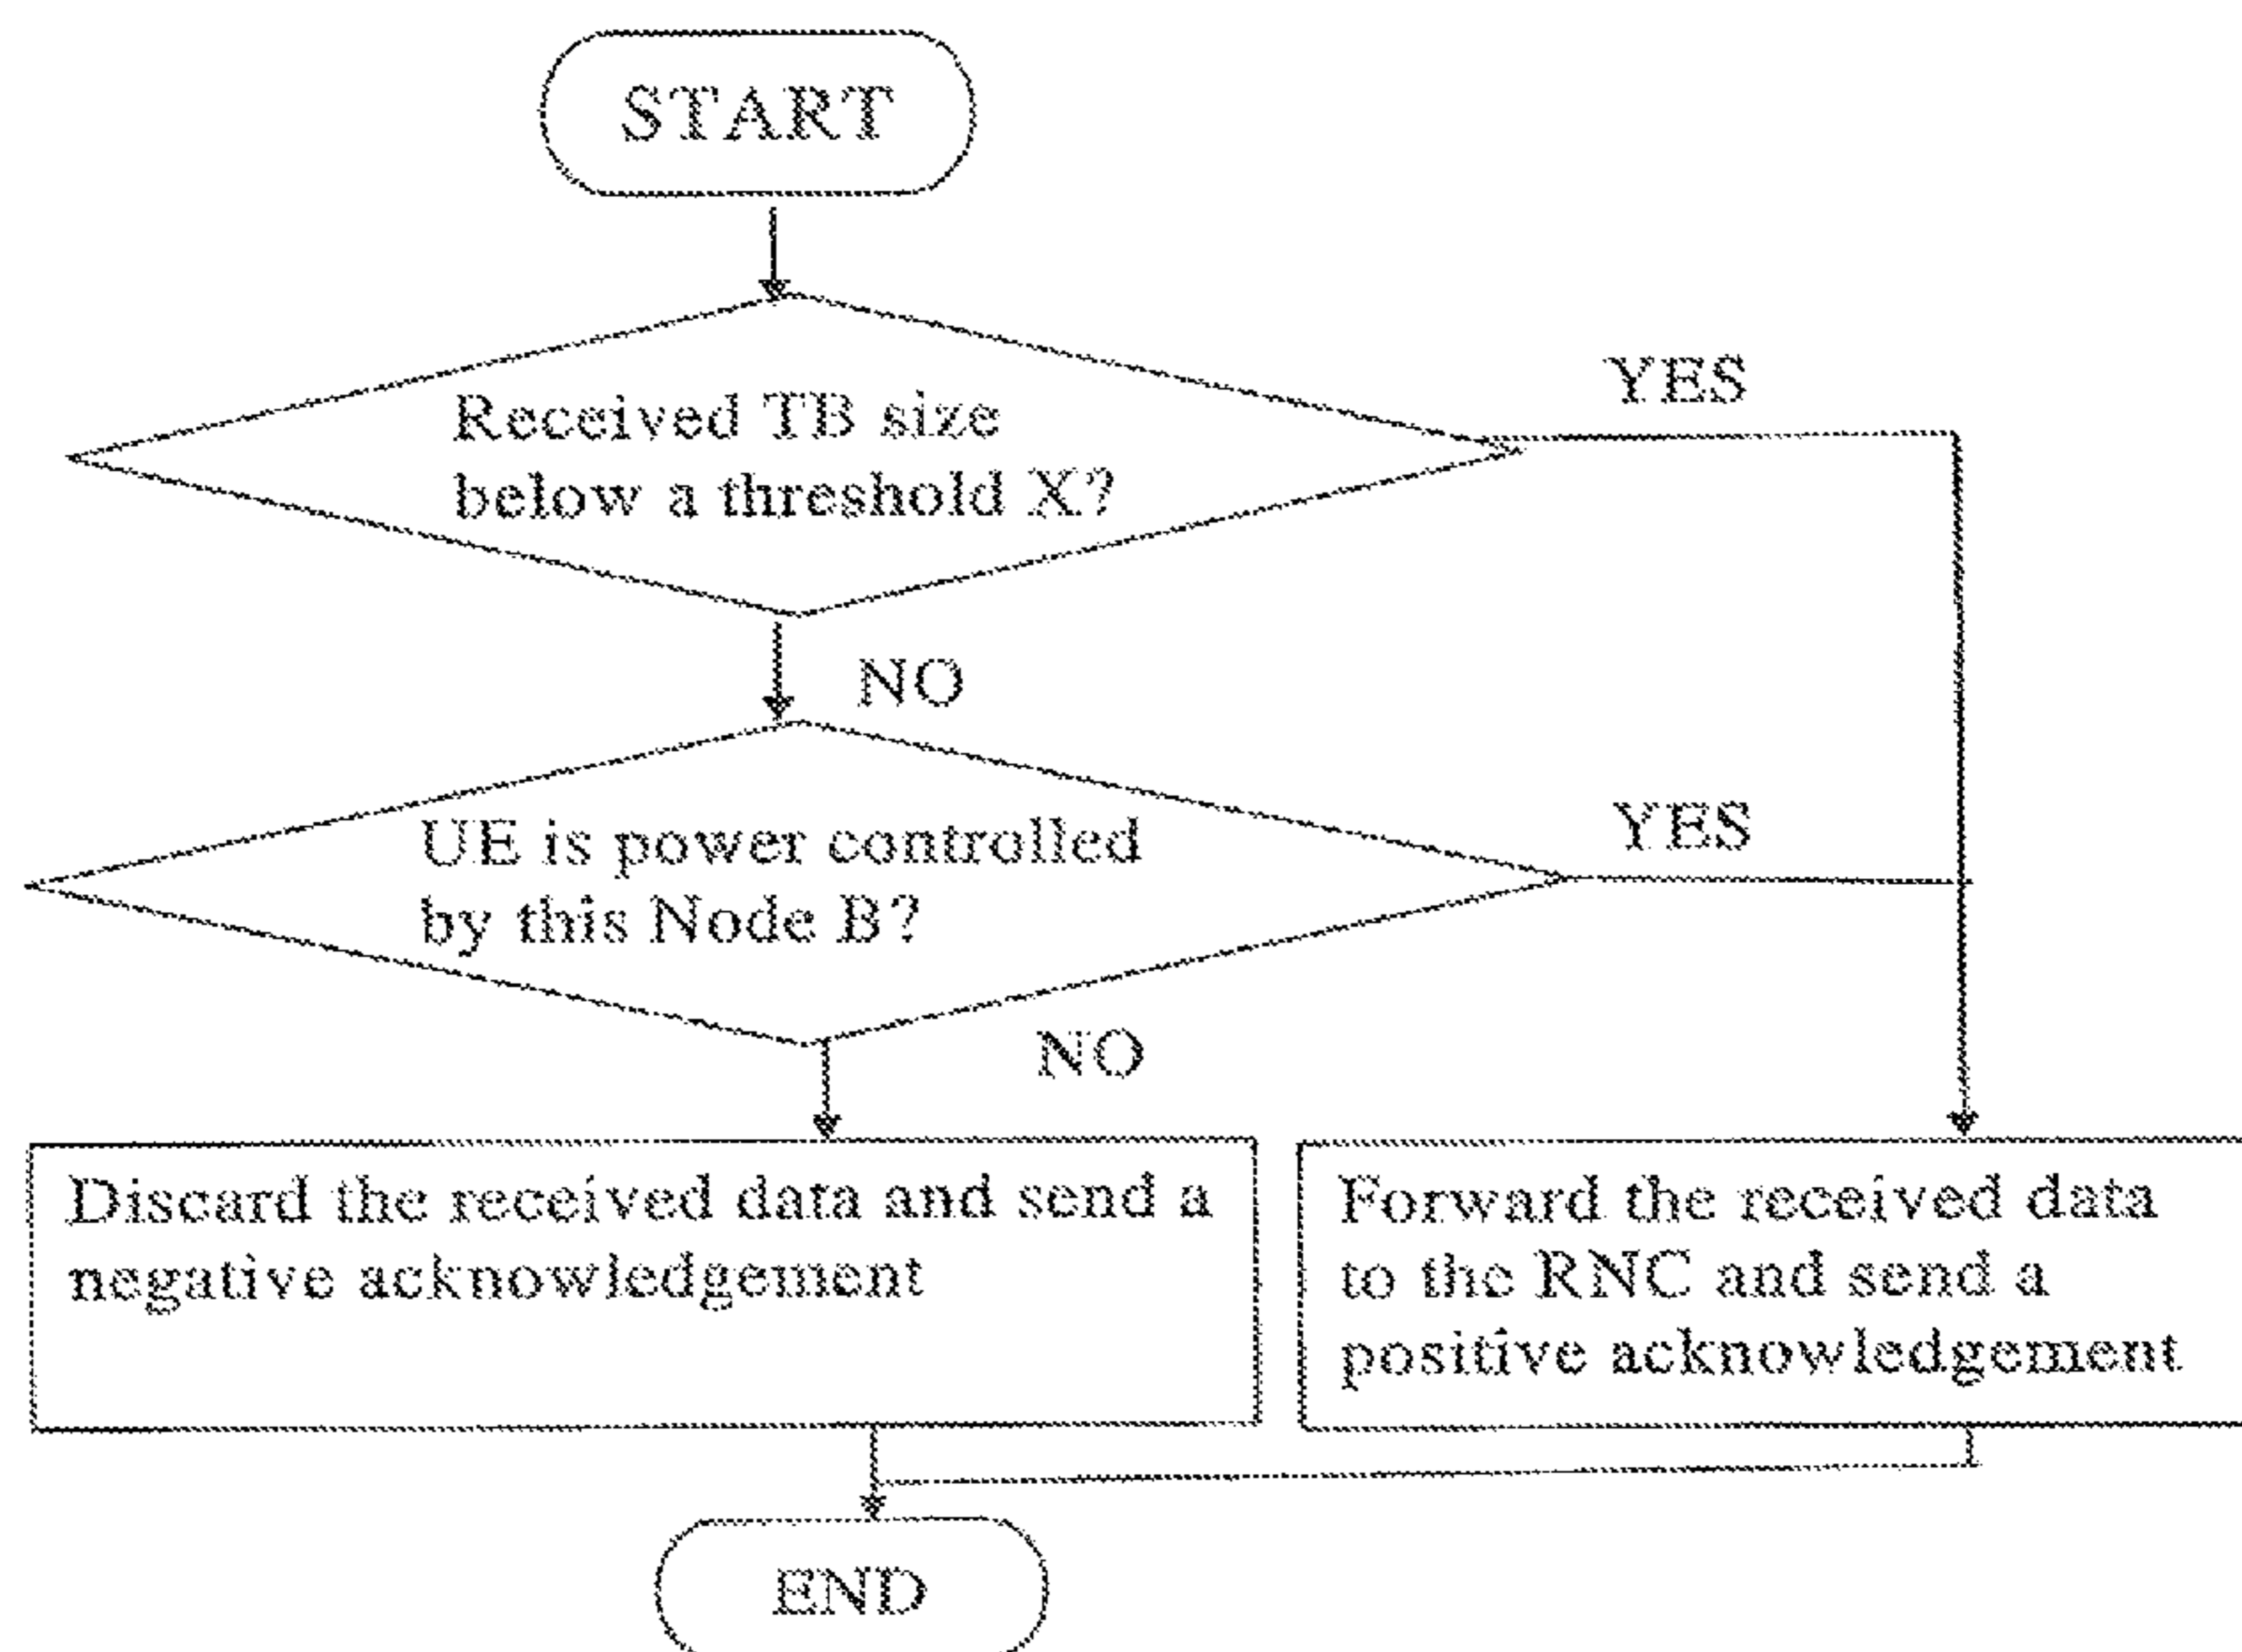 START
Received TB size
below a threshold X?
YES
NO
UE is power controlled
by this Node B?
YES
NO
Discard the received data and send a
negative acknowledgement
Forward the received data
to the RNC and send a
positive acknowledgement
END